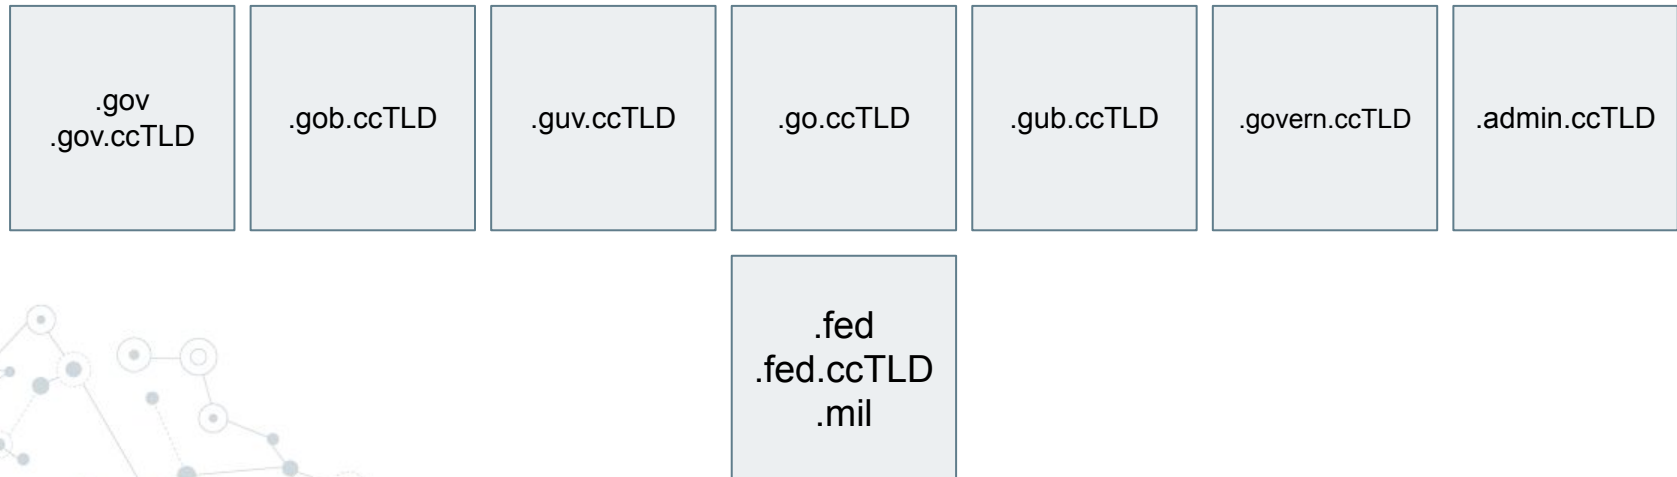 .gov
.gov.ccTLD
.gob.ccTLD
.guv.ccTLD
.go.ccTLD
.gub.ccTLD
.govern.ccTLD
.admin.ccTLD
.fed
.fed.ccTLD
.mil